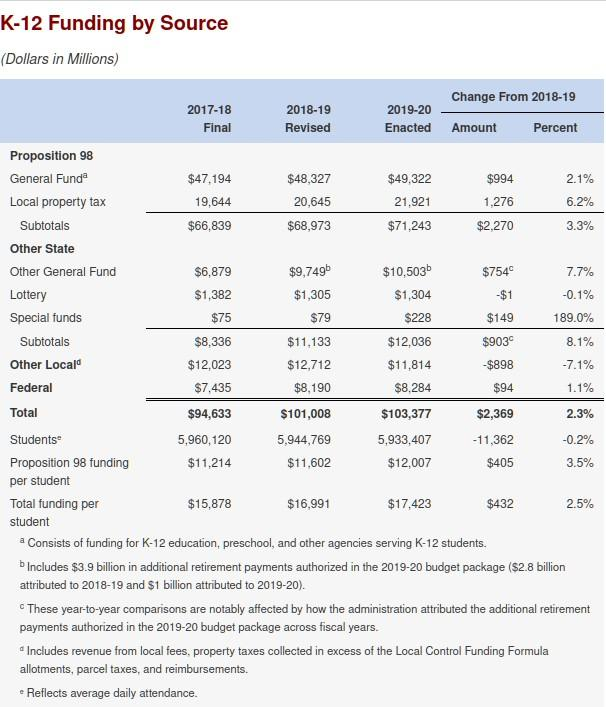 K-12 Funding by Source
(Dollars in Millions)
2017-18 Final 2018-19 Revised 2019-20 Enacted Change From 2018-19
Amount Percent
Proposition 98
General Fundᵃ $47,194 $48,327 $49,322 $994 2.1%
Local property tax 19,644 20,645 21,921 1,276 6.2%
Subtotals $66,839 $68,973 $71,243 $2,270 3.3%
Other State
Other General Fund $6,879 $9,749ᵇ $10,503ᵇ $754ᶜ 7.7%
Lottery $1,382 $1,305 $1,304 -$1 -0.1%
Special funds $75 $79 $228 $149 189.0%
Subtotals $8,336 $11,133 $12,036 $903ᶜ 8.1%
Other Localᵈ $12,023 $12,712 $11,814 -$898 -7.1%
Federal $7,435 $8,190 $8,284 $94 1.1%
Total $94,633 $101,008 $103,377 $2,369 2.3%
Studentsᵉ 5,960,120 5,944,769 5,933,407 -11,362 -0.2%
Proposition 98 funding $11,214 $11,602 $12,007 $405 3.5%
per student
Total funding per $15,878 $16,991 $17,423 $432 2.5%
student
ᵃ Consists of funding for K-12 education, preschool, and other agencies serving K-12 students.
ᵇ Includes $3.9 billion in additional retirement payments authorized in the 2019-20 budget package ($2.8 billion
attributed to 2018-19 and $1 billion attributed to 2019-20).
ᶜ These year-to-year comparisons are notably affected by how the administration attributed the additional retirement
payments authorized in the 2019-20 budget package across fiscal years.
ᵈ Includes revenue from local fees, property taxes collected in excess of the Local Control Funding Formula
allotments, parcel taxes, and reimbursements.
ᵉ Reflects average daily attendance.